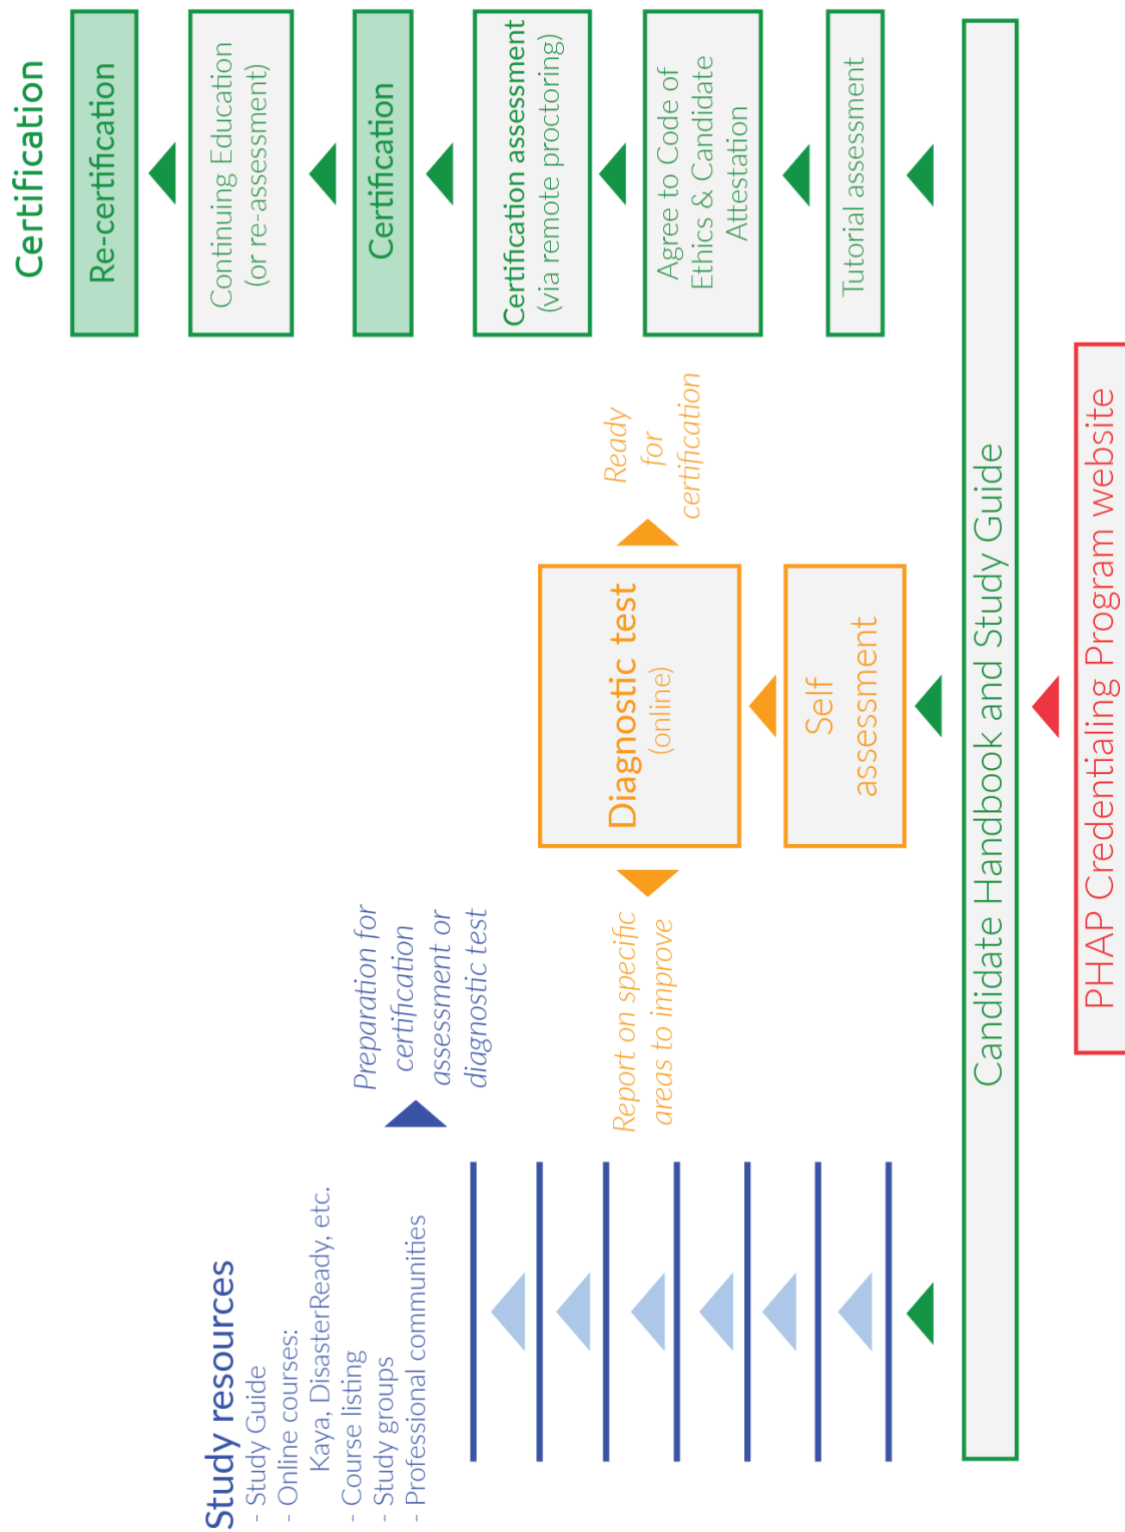 Study resources
- Study Guide
- Online courses:
Kaya, DisasterReady, etc.
- Course listing
- Study groups
- Professional communities
Preparation for
certification
assessment or
diagnostic test
Report on specific
areas to improve
Diagnostic test
(online)
Self
assessment
Ready
for
certification
Certification
Re-certification
Continuing Education
(or re-assessment)
Certification
Certification assessment
(via remote proctoring)
Agree to Code of
Ethics & Candidate
Attestation
Tutorial assessment
Candidate Handbook and Study Guide
PHAP Credentialing Program website